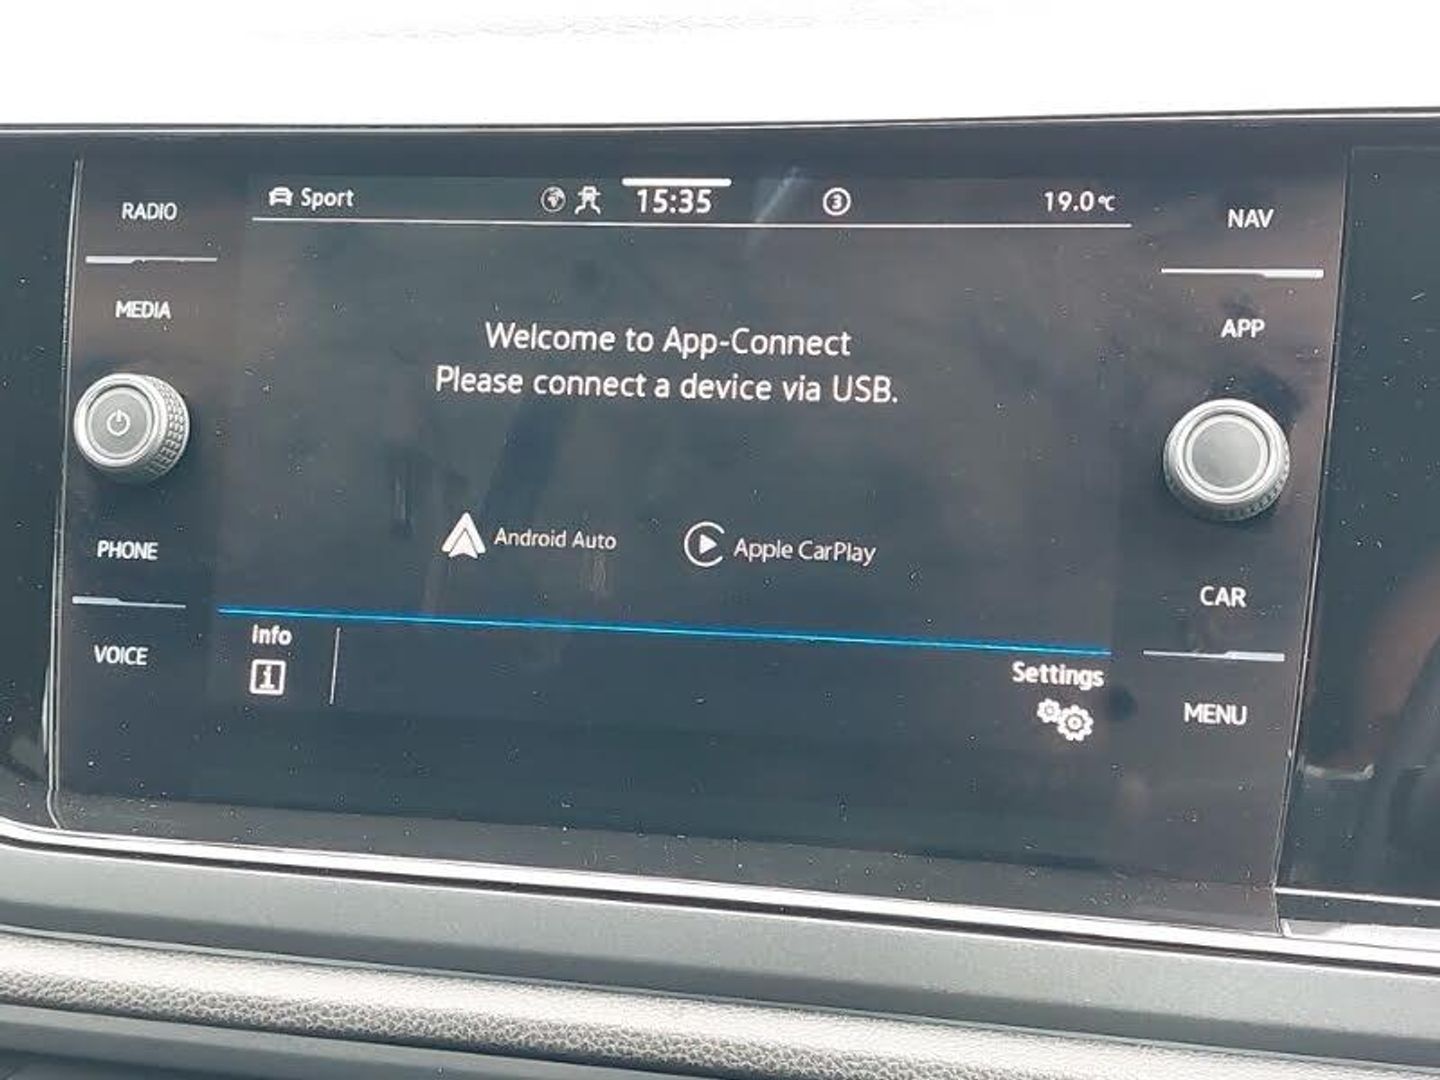 RADIO
MEDIA
PHONE
VOICE
Sport
15:35
3
19.0°C
Welcome to App-Connect
Please connect a device via USB.
Android Auto
Apple CarPlay
Info
i
Settings
NAV
APP
CAR
MENU